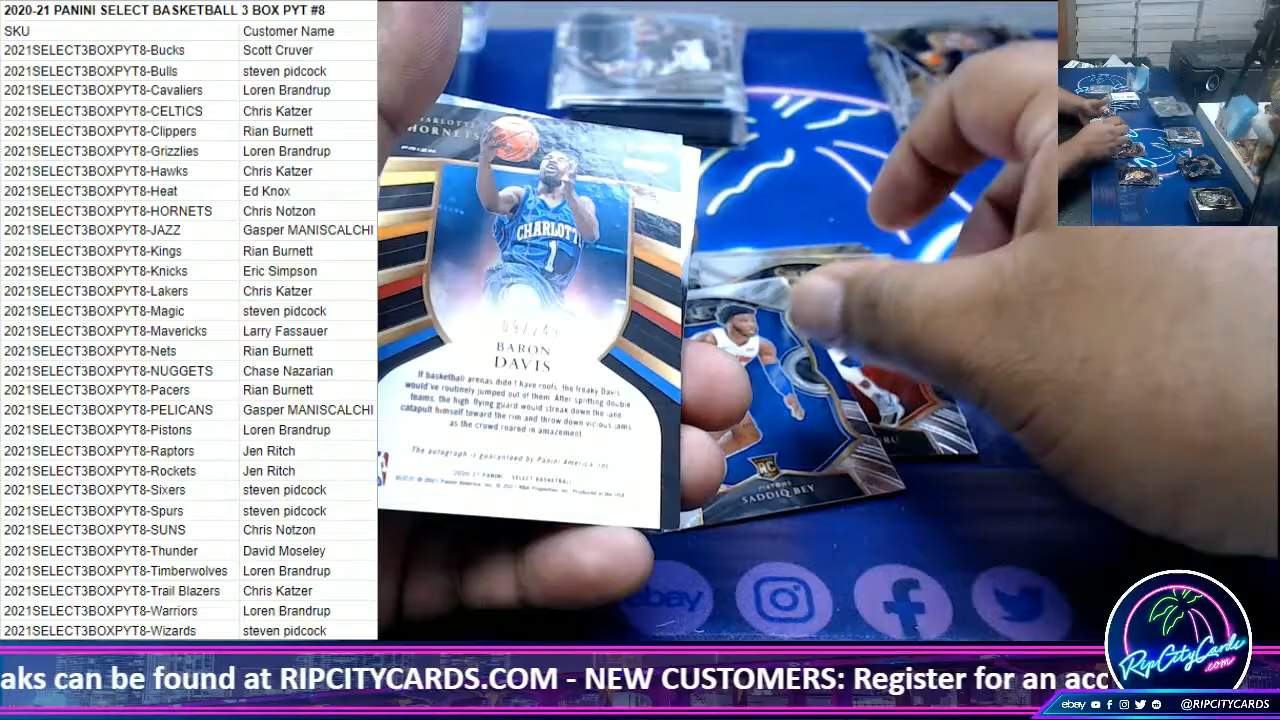 2020-21 PANINI SELECT BASKETBALL 3 BOX PYT #8
SKU Customer Name
2021SELECT3BOXPYT8-Bucks Scott Cruver
2021SELECT3BOXPYT8-Bulls steven pidcock
2021SELECT3BOXPYT8-Cavaliers Loren Brandrup
2021SELECT3BOXPYT8-CELTICS Chris Katzer
2021SELECT3BOXPYT8-Clippers Rian Burnett
2021SELECT3BOXPYT8-Grizzlies Loren Brandrup
2021SELECT3BOXPYT8-Hawks Chris Katzer
2021SELECT3BOXPYT8-Heat Ed Knox
2021SELECT3BOXPYT8-HORNETS Chris Notzon
2021SELECT3BOXPYT8-JAZZ Gasper MANISCALCHI
2021SELECT3BOXPYT8-Kings Rian Burnett
2021SELECT3BOXPYT8-Knicks Eric Simpson
2021SELECT3BOXPYT8-Lakers Chris Katzer
2021SELECT3BOXPYT8-Magic steven pidcock
2021SELECT3BOXPYT8-Mavericks Larry Fassauer
2021SELECT3BOXPYT8-Nets Rian Burnett
2021SELECT3BOXPYT8-NUGGETS Chase Nazarian
2021SELECT3BOXPYT8-Pacers Rian Burnett
2021SELECT3BOXPYT8-PELICANS Gasper MANISCALCHI
2021SELECT3BOXPYT8-Pistons Loren Brandrup
2021SELECT3BOXPYT8-Raptors Jen Ritch
2021SELECT3BOXPYT8-Rockets Jen Ritch
2021SELECT3BOXPYT8-Sixers steven pidcock
2021SELECT3BOXPYT8-Spurs steven pidcock
2021SELECT3BOXPYT8-SUNS Chris Notzon
2021SELECT3BOXPYT8-Thunder David Moseley
2021SELECT3BOXPYT8-Timberwolves Loren Brandrup
2021SELECT3BOXPYT8-Trail Blazers Chris Katzer
2021SELECT3BOXPYT8-Warriors Loren Brandrup
2021SELECT3BOXPYT8-Wizards steven pidcock
HORNETS
PRIZM
CHARLOTT
1
BARON
DAVIS
If basketball arenas didn't have roofs, the freaky Davis
would've routinely jumped out of them. After splitting double
teams, the high flying guard would streak down the lane,
catapult himself toward the rim and throw down vicious jams
as the crowd roared in amazement.
The autograph is guaranteed by Panini America, Inc.
2020-21 PANINI - SELECT BASKETBALL
RC
PISTONS
SADDIQ BEY
RU
ebay
aks can be found at RIPCITYCARDS.COM - NEW CUSTOMERS: Register for an acc
RipCityCards
.com
ebay @RIPCITYCARDS